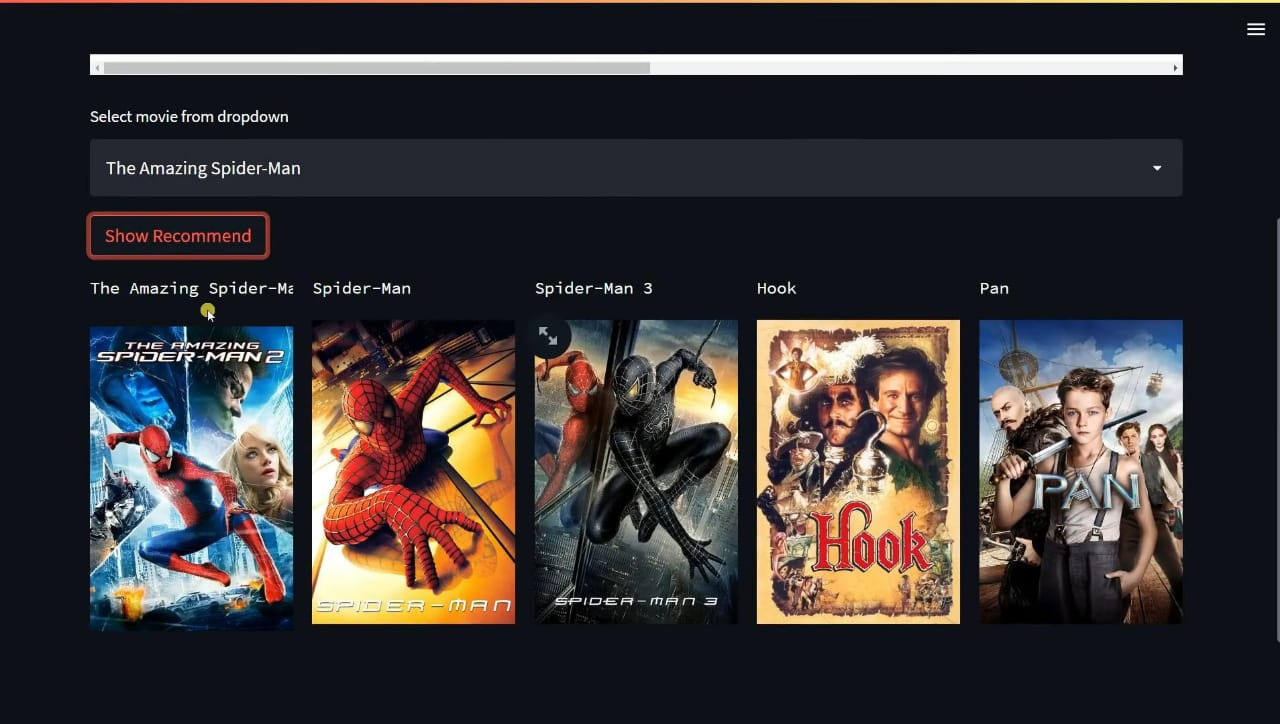 Select movie from dropdown
The Amazing Spider-Man
Show Recommend
The Amazing Spider-Ma
Spider-Man
Spider-Man 3
Hook
Pan
THE AMAZING
SPIDER-MAN 2
SPIDER-MAN
SPIDER-MAN 3
Hook
PAN